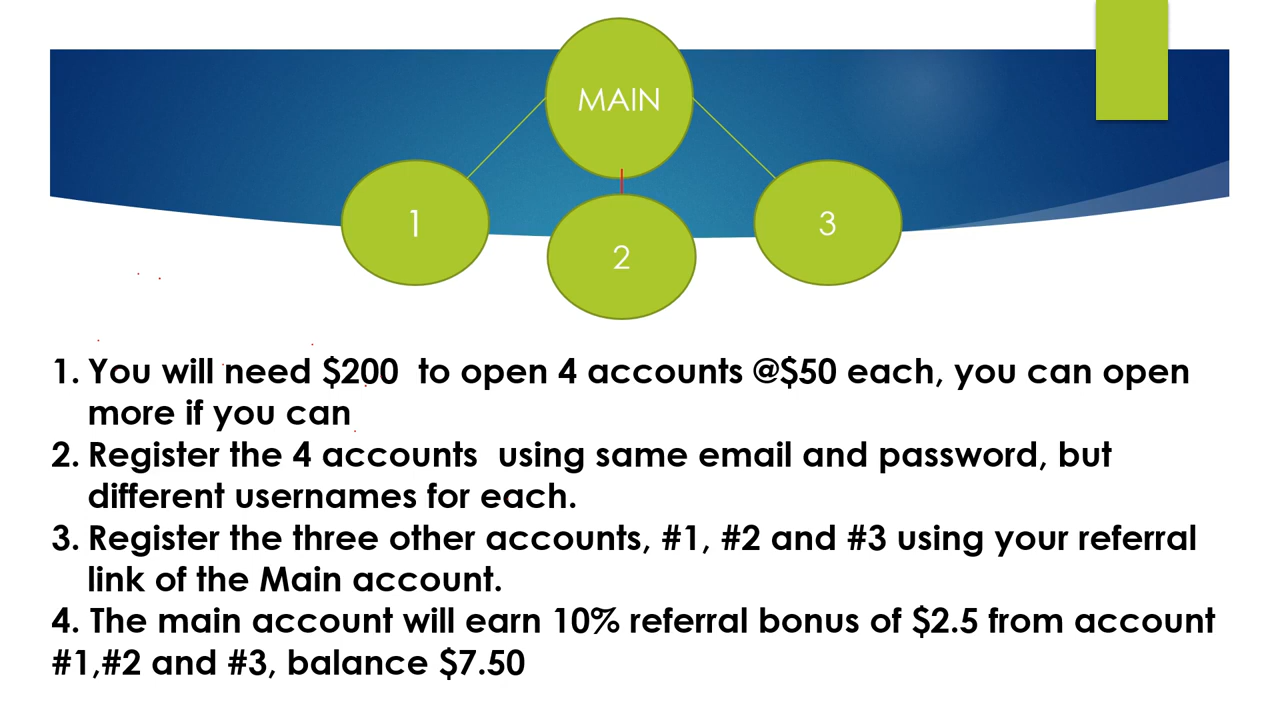 MAIN
1
2
3
1. You will need $200  to open 4 accounts @$50 each, you can open
more if you can
2. Register the 4 accounts  using same email and password, but
different usernames for each.
3. Register the three other accounts, #1, #2 and #3 using your referral
link of the Main account.
4. The main account will earn 10% referral bonus of $2.5 from account
#1,#2 and #3, balance $7.50